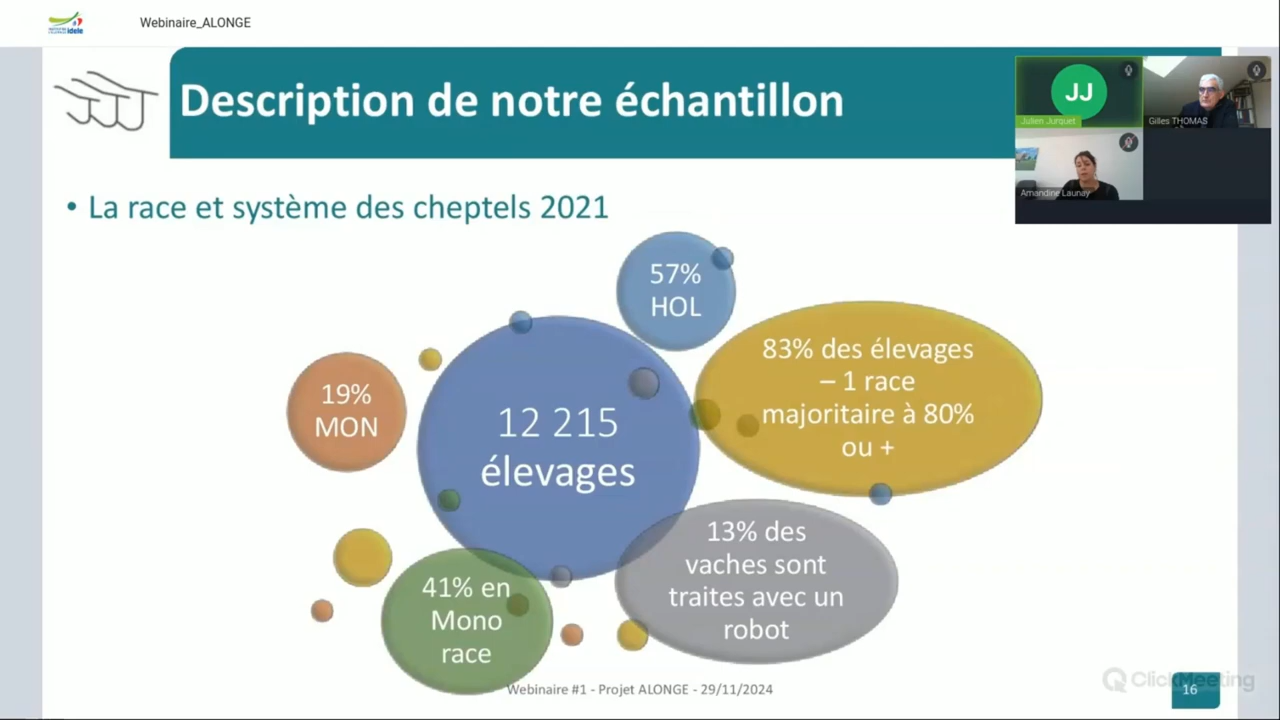 idele
Webinaire_ALONGE
Description de notre échantillon
JJ
Julien Jurquet
Gilles THOMAS
Amandine Launay
• La race et système des cheptels 2021
57%
HOL
83% des élevages
– 1 race
majoritaire à 80%
ou +
19%
MON
12 215
élevages
13% des
vaches sont
traites avec un
robot
41% en
Mono
race
Webinaire #1 - Projet ALONGE - 29/11/2024
ClickMeeting
16